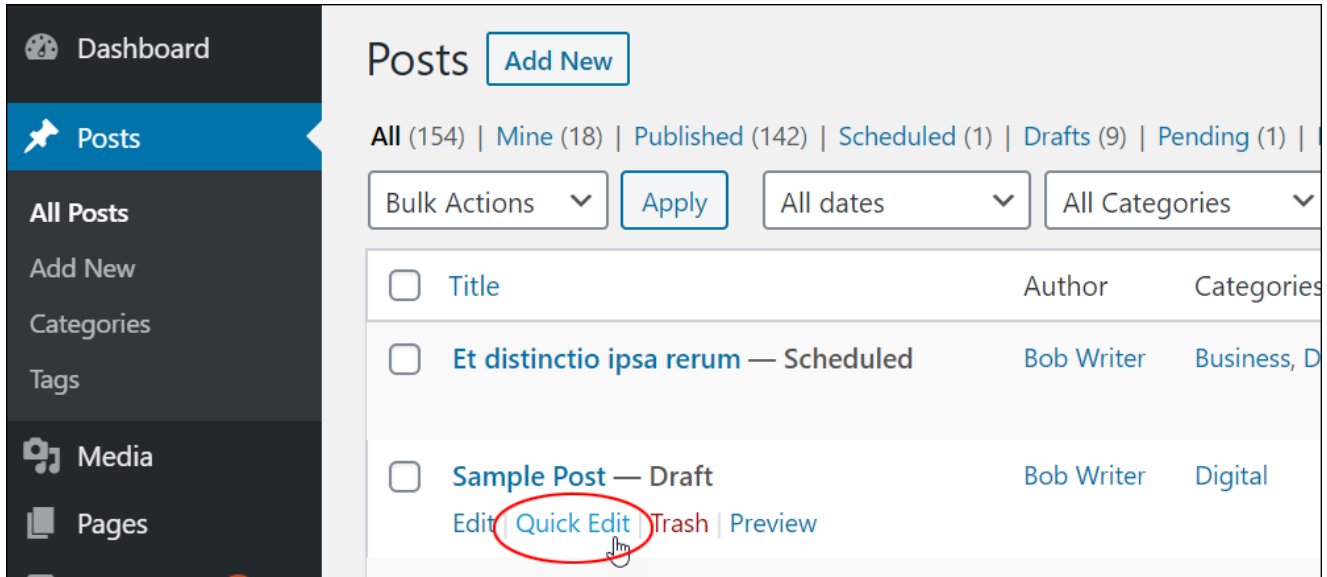 Dashboard
Posts
All Posts
Add New
Categories
Tags
Media
Pages
Posts Add New
All (154) | Mine (18) | Published (142) | Scheduled (1) | Drafts (9) | Pending (1) |
Bulk Actions Apply All dates All Categories
Title Author Categories
Et distinctio ipsa rerum — Scheduled Bob Writer Business, D
Sample Post — Draft Bob Writer Digital
Edit | Quick Edit | Trash | Preview